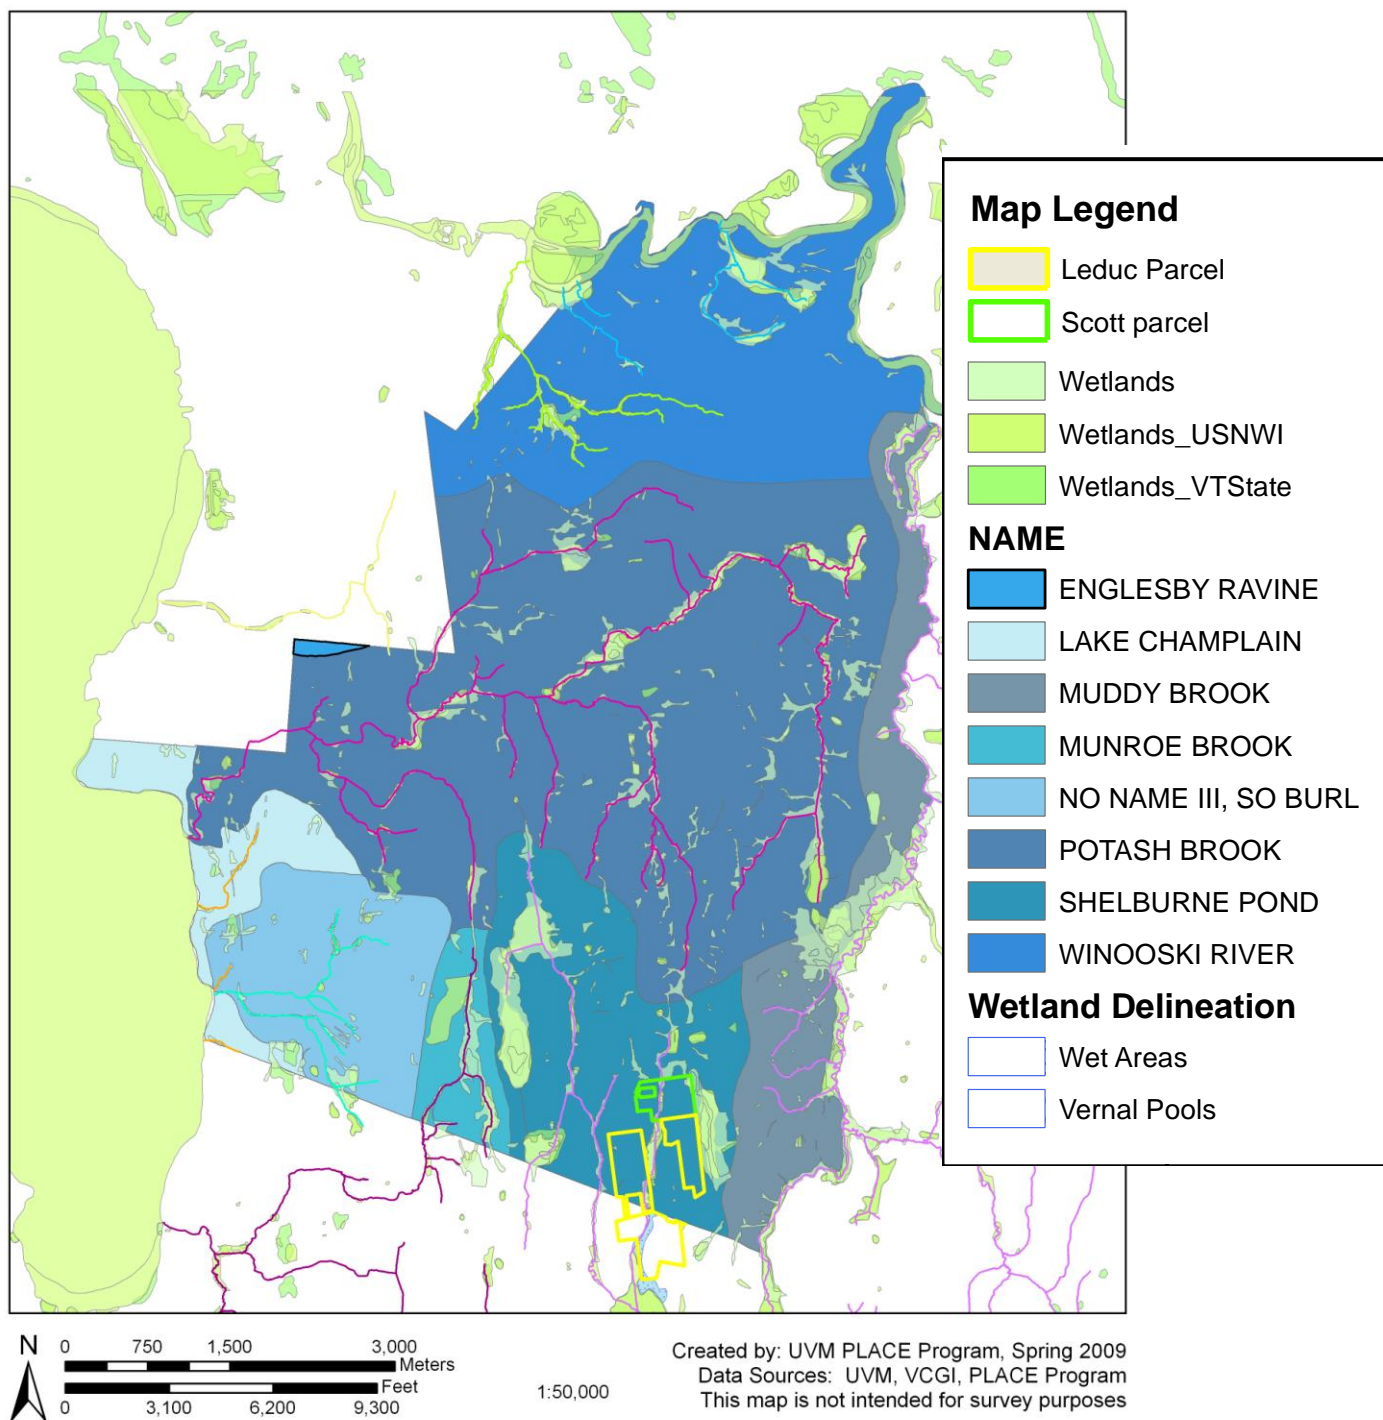 Map Legend
Leduc Parcel
Scott parcel
Wetlands
Wetlands_USNWI
Wetlands_VTState
NAME
ENGLESBY RAVINE
LAKE CHAMPLAIN
MUDDY BROOK
MUNROE BROOK
NO NAME III, SO BURL
POTASH BROOK
SHELBURNE POND
WINOOSKI RIVER
Wetland Delineation
Wet Areas
Vernal Pools
N
0 750 1,500 3,000
Meters
Feet
0 3,100 6,200 9,300
1:50,000
Created by: UVM PLACE Program, Spring 2009
Data Sources: UVM, VCGI, PLACE Program
This map is not intended for survey purposes